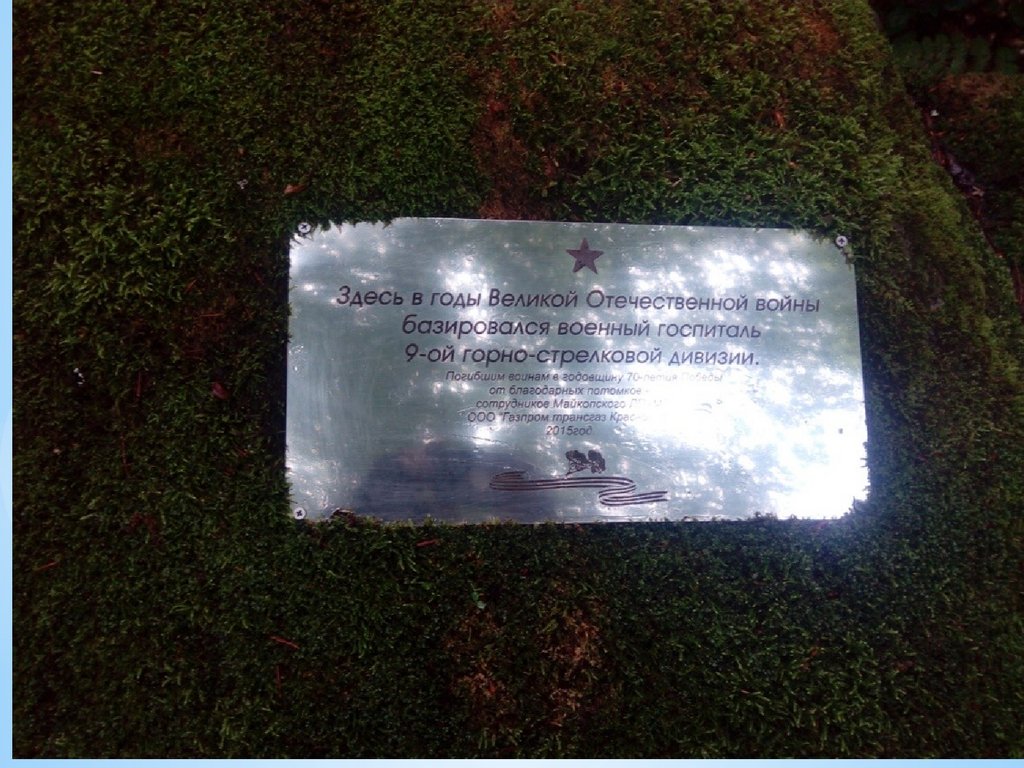 Здесь в годы Великой Отечественной войны
базировался военный госпиталь
9-ой горно-стрелковой дивизии.
Погибшим воинам в годовщину 70-летия Победы
от благодарных потомков
сотрудников Майкопского
ООО "Газпром трансгаз
2015год